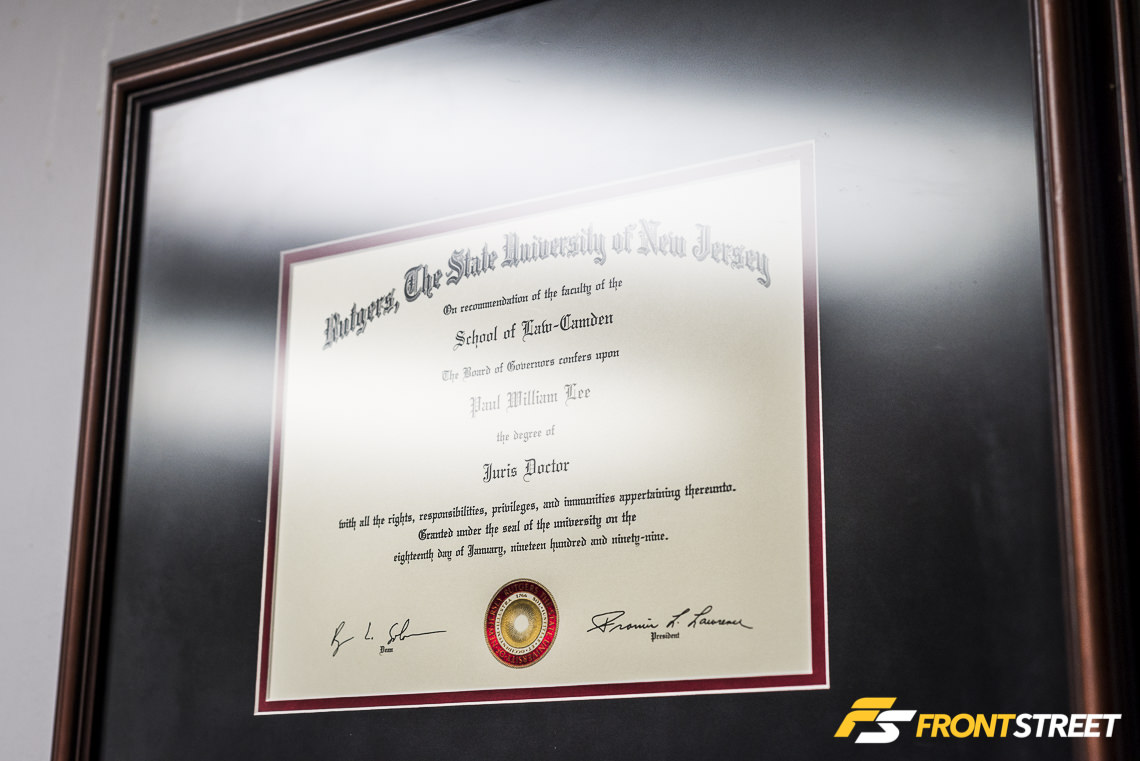 Rutgers, The State University of New Jersey
On recommendation of the faculty of the
School of Law-Camden
The Board of Governors confers upon
Paul William Lee
the degree of
Juris Doctor
with all the rights, responsibilities, privileges, and immunities appertaining thereunto.
Granted under the seal of the university on the
eighteenth day of January, nineteen hundred and ninety-nine.
Dean
1766
President
FS FRONTSTREET